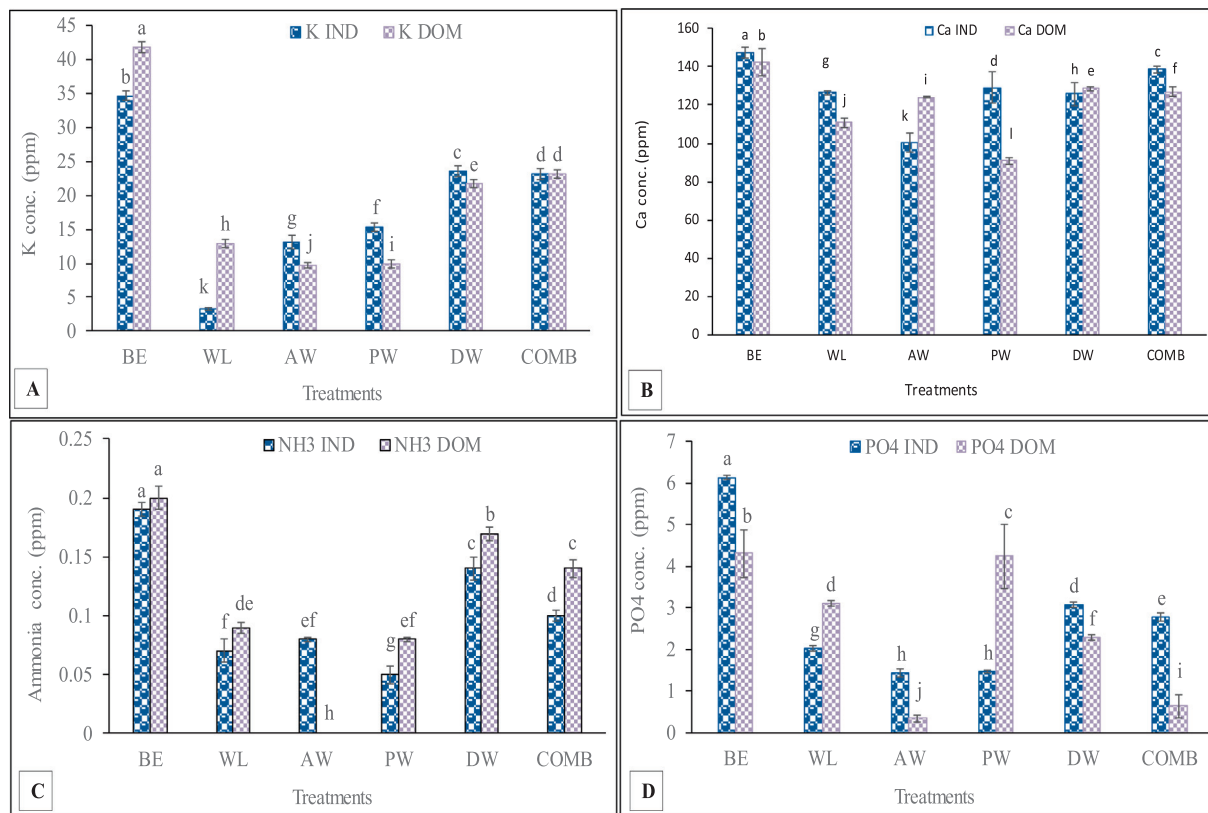 K IND K DOM
45
40
35
30
25
20
15
10
5
0
K conc. (ppm)
b a
k h
g j
f i
c e
d d
BE WL AW PW DW COMB
Treatments
A
Ca IND Ca DOM
160
140
120
100
80
60
40
20
0
Ca conc. (ppm)
a b
g j
k i
d l
h e
c f
BE WL AW PW DW COMB
Treatments
B
NH3 IND NH3 DOM
0.25
0.2
0.15
0.1
0.05
0
Ammonia conc. (ppm)
a a
f de
ef h
g ef
c b
d c
BE WL AW PW DW COMB
Treatments
C
PO4 IND PO4 DOM
7
6
5
4
3
2
1
0
PO4 conc. (ppm)
a b
g d
h j
h c
d f
e i
BE WL AW PW DW COMB
Treatments
D